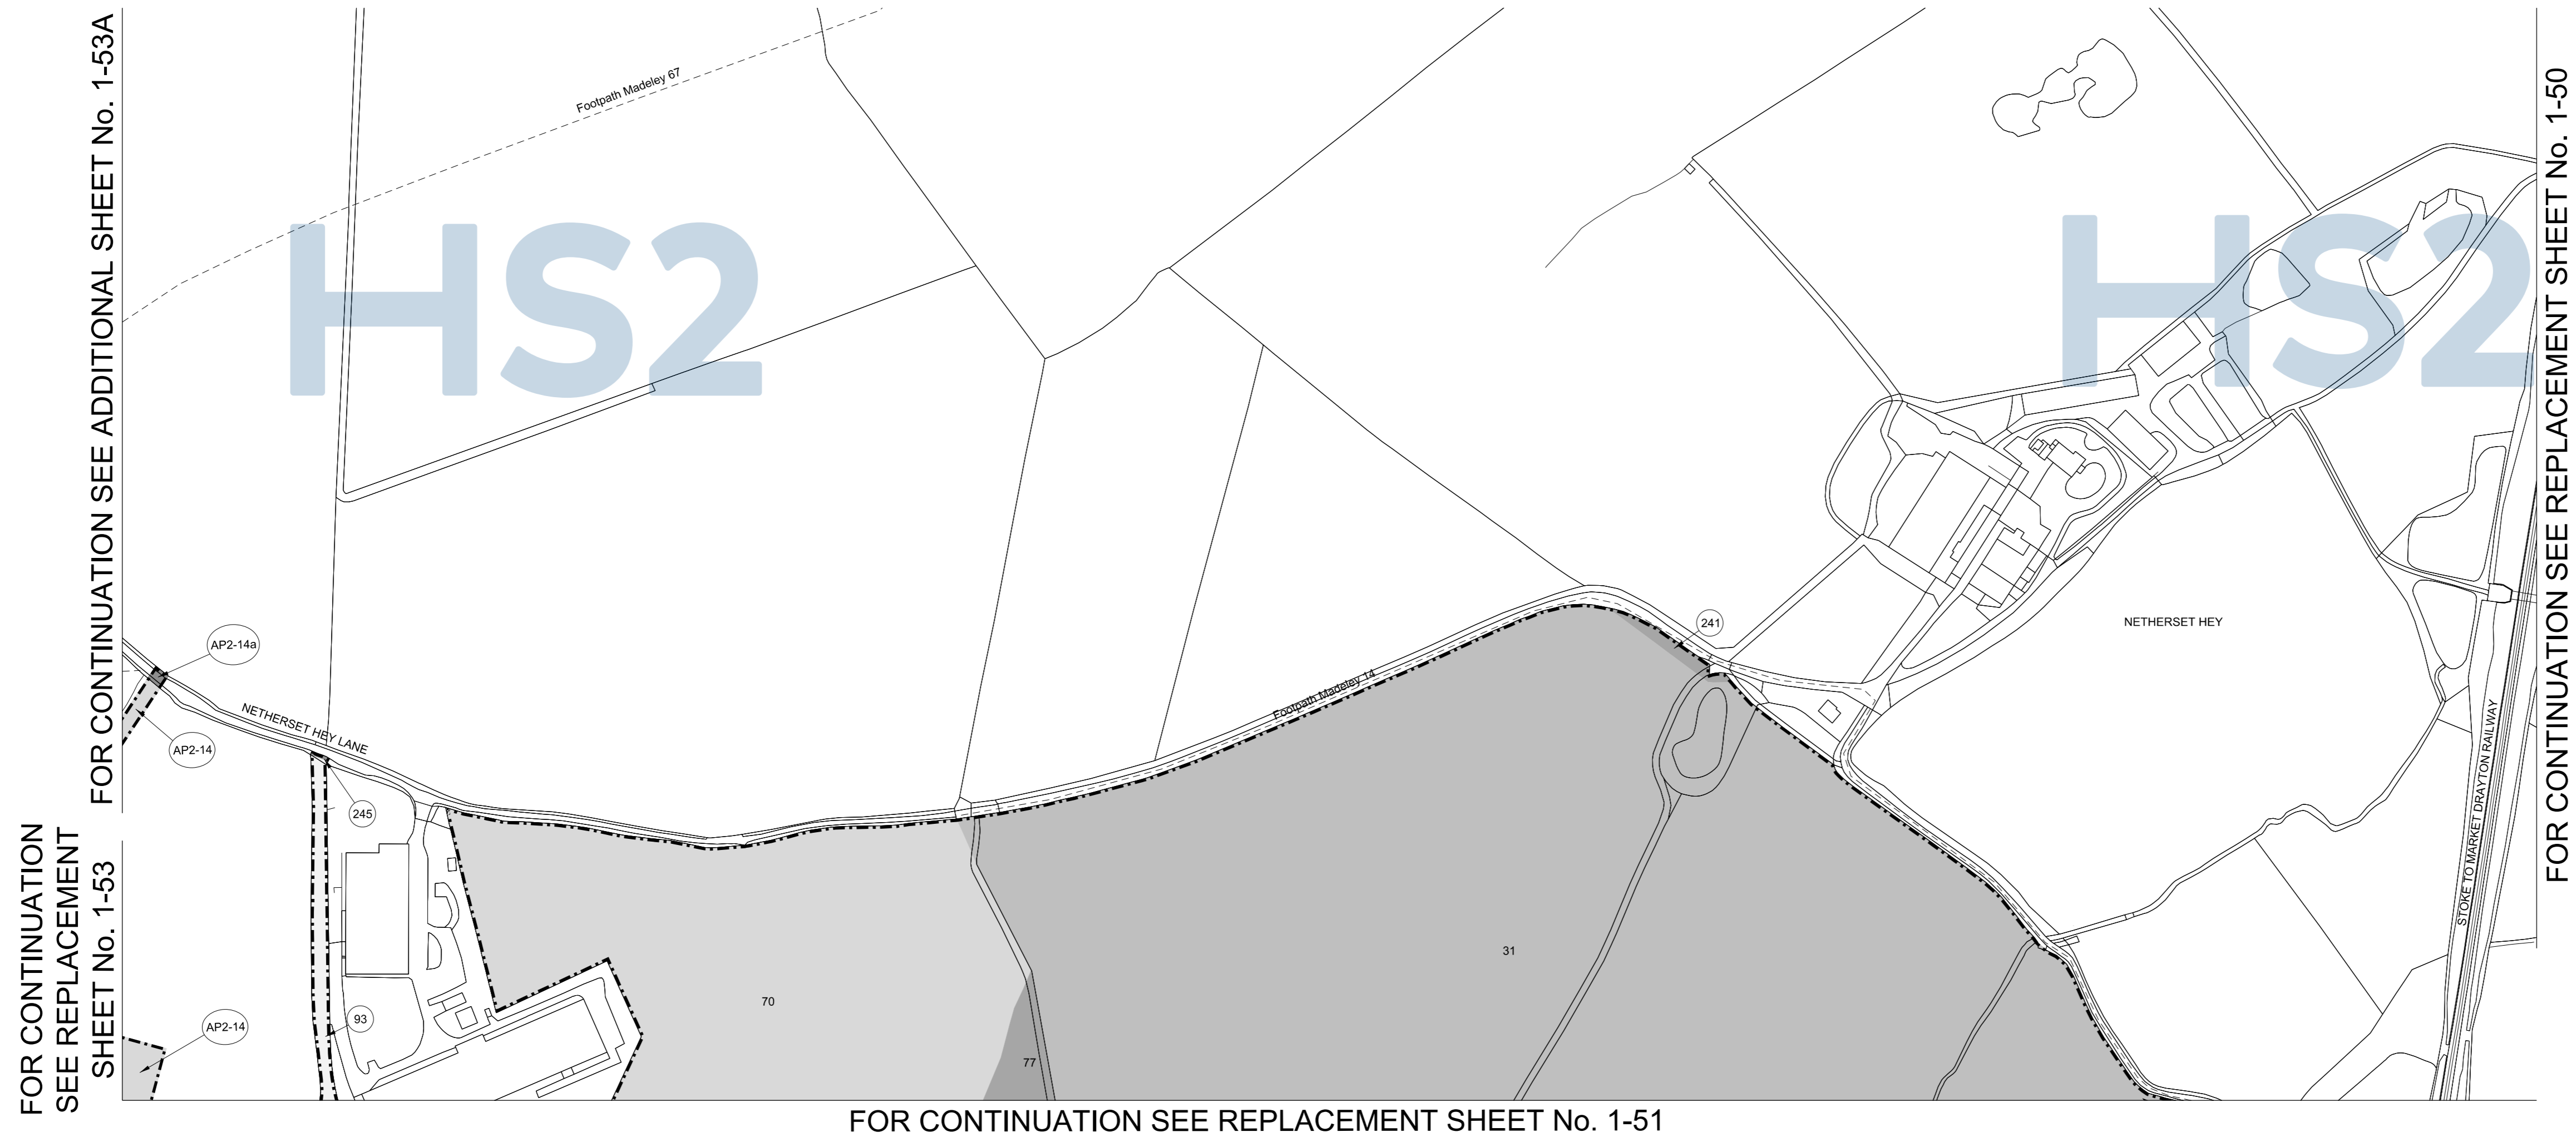 FOR CONTINUATION SEE ADDITIONAL SHEET No. 1-53A
FOR CONTINUATION
SEE REPLACEMENT
SHEET No. 1-53
Footpath Madeley 67
HS2
HS2
AP2-14a
AP2-14
NETHERSET HEY LANE
245
93
AP2-14
70
77
31
Footpath Madeley 14
241
NETHERSET HEY
STOKE TO MARKET DRAYTON RAILWAY
FOR CONTINUATION SEE REPLACEMENT SHEET No. 1-50
FOR CONTINUATION SEE REPLACEMENT SHEET No. 1-51